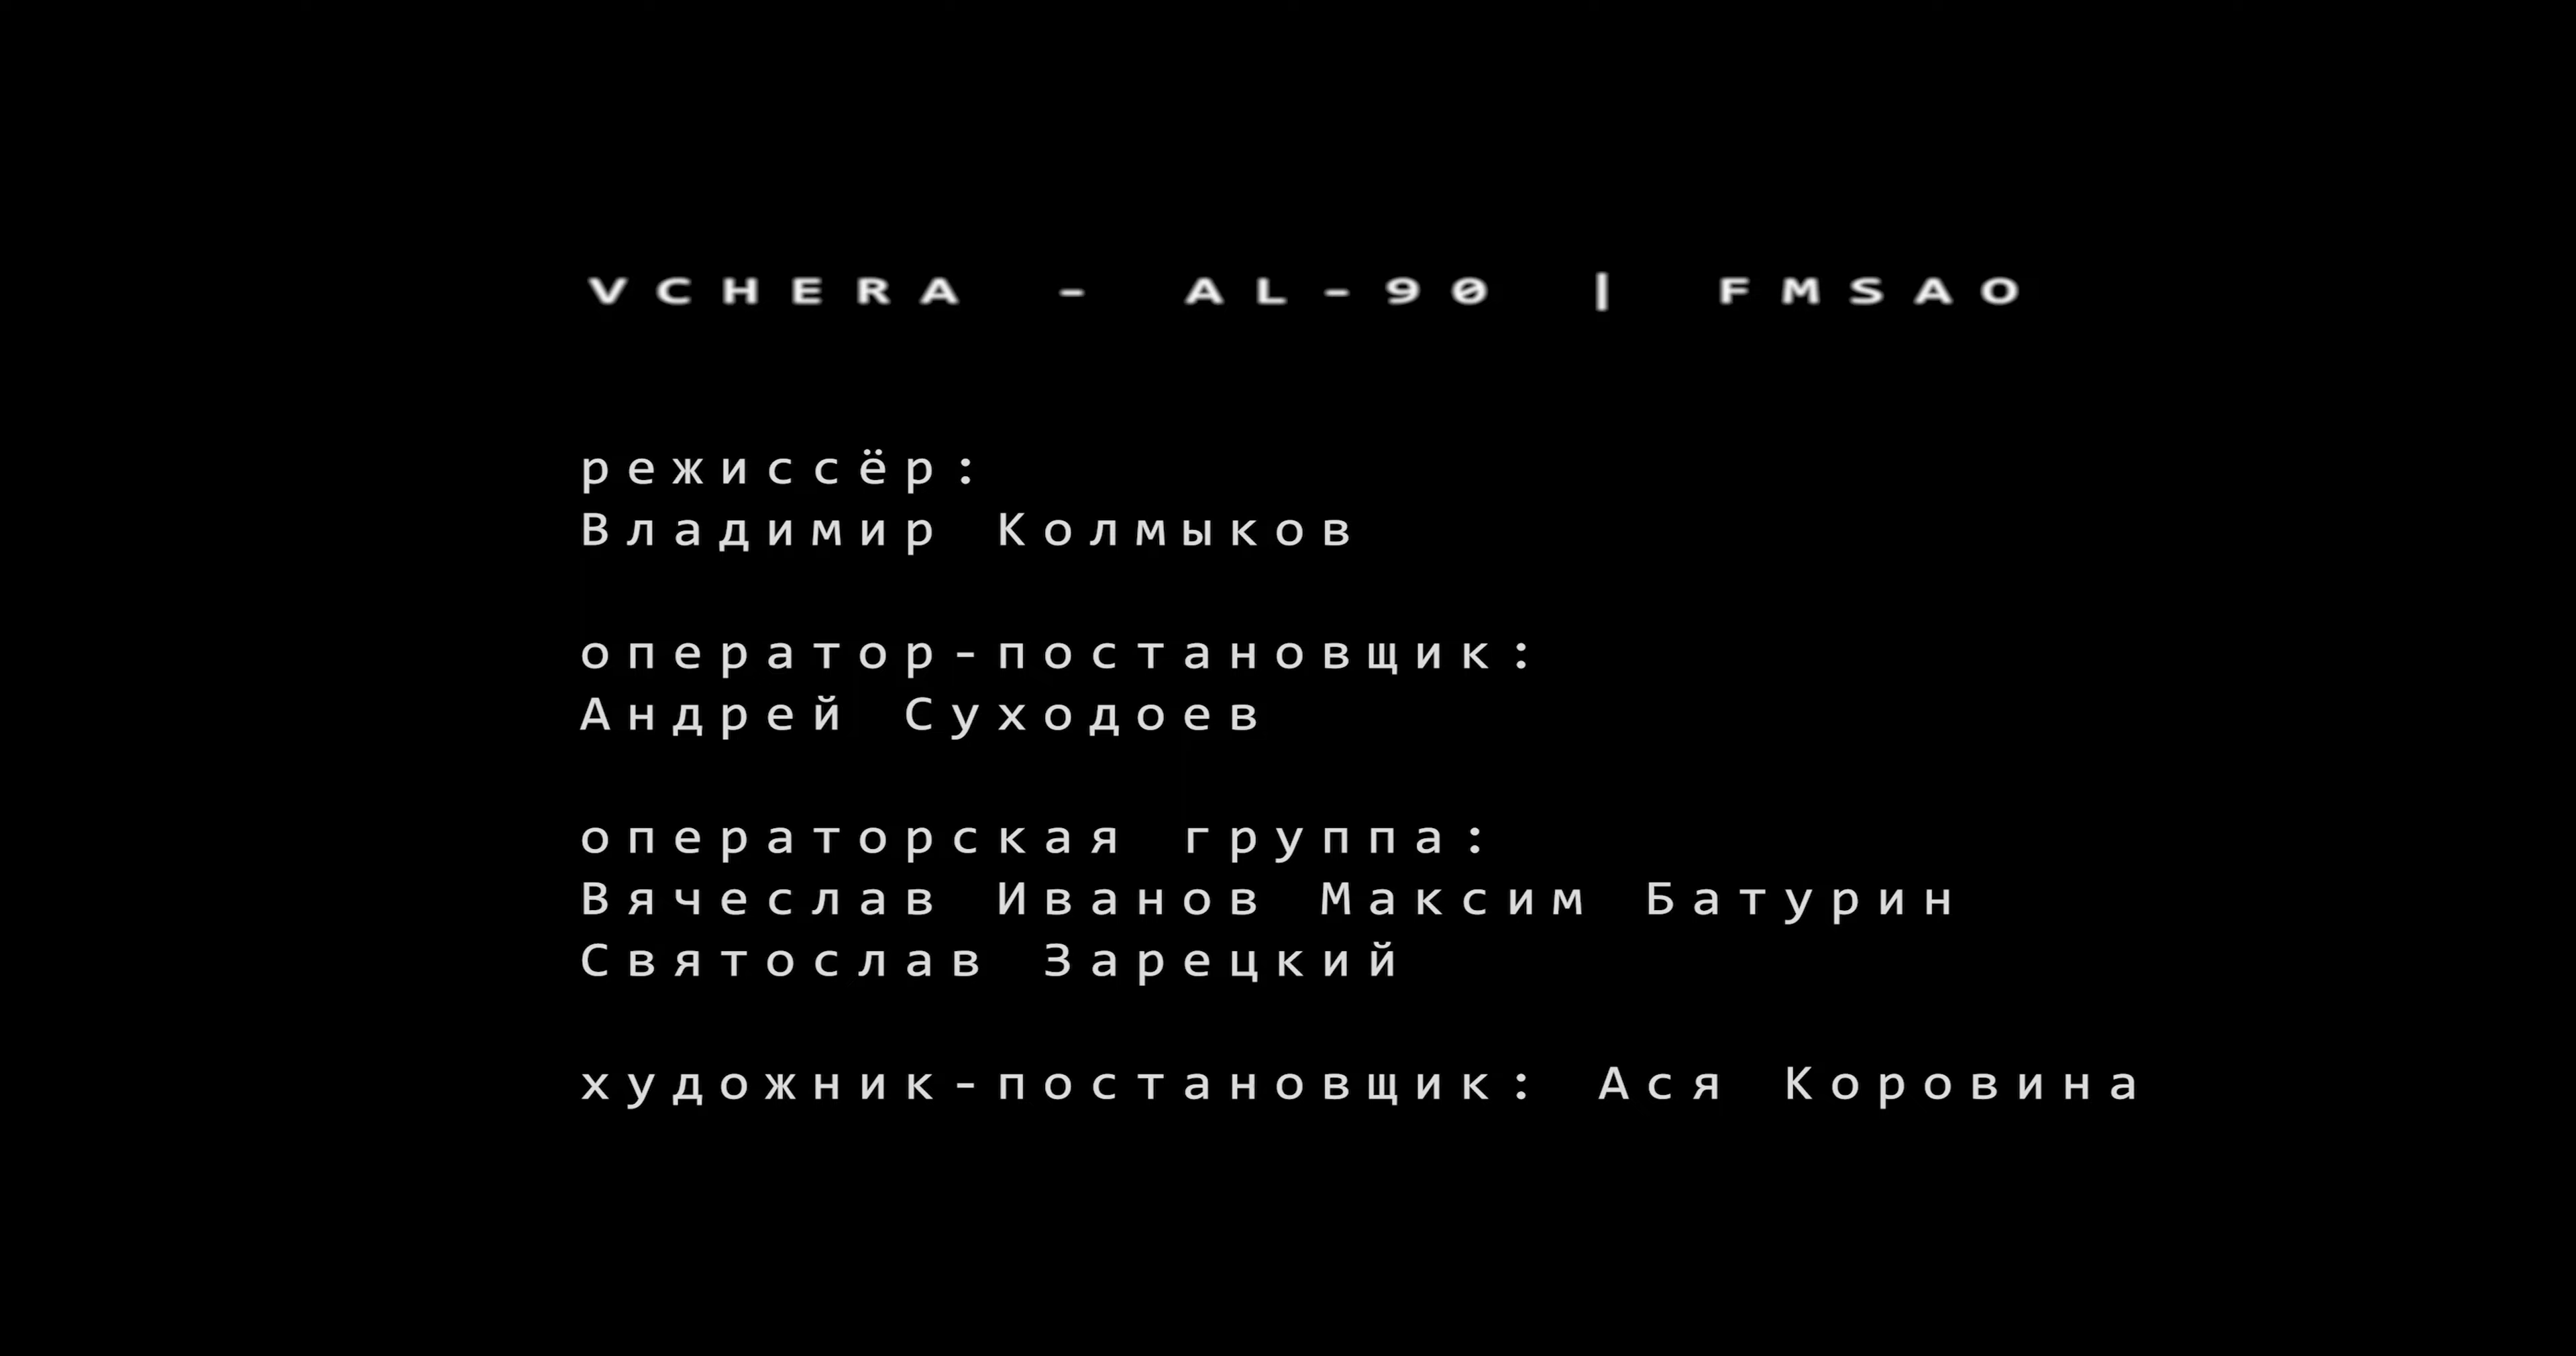 VCHERA - AL-90 | FMSAO
режиссёр:
Владимир Колмыков
оператор-постановщик:
Андрей Суходоев
операторская группа:
Вячеслав Иванов Максим Батурин
Святослав Зарецкий
художник-постановщик: Ася Коровина